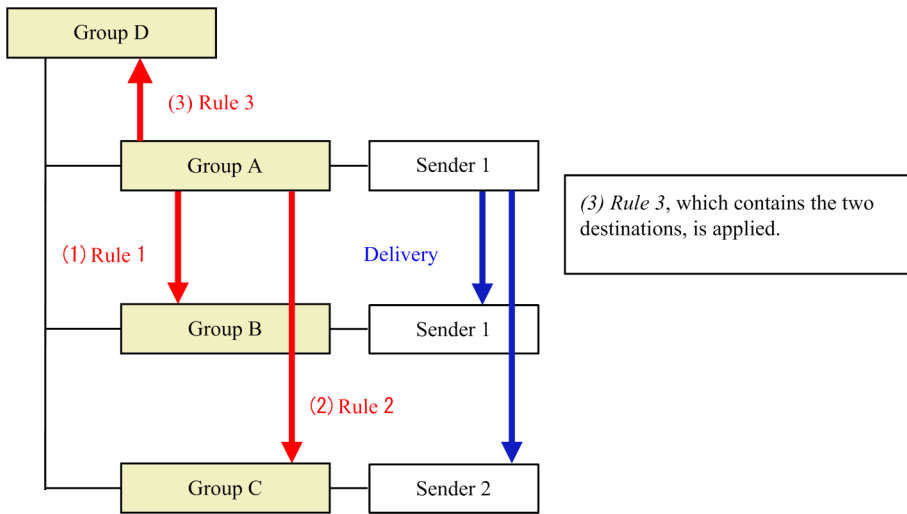 Group D
(3) Rule 3
Group A
Sender 1
(3) Rule 3, which contains the two
destinations, is applied.
(1) Rule 1
Delivery
Group B
Sender 1
(2) Rule 2
Group C
Sender 2